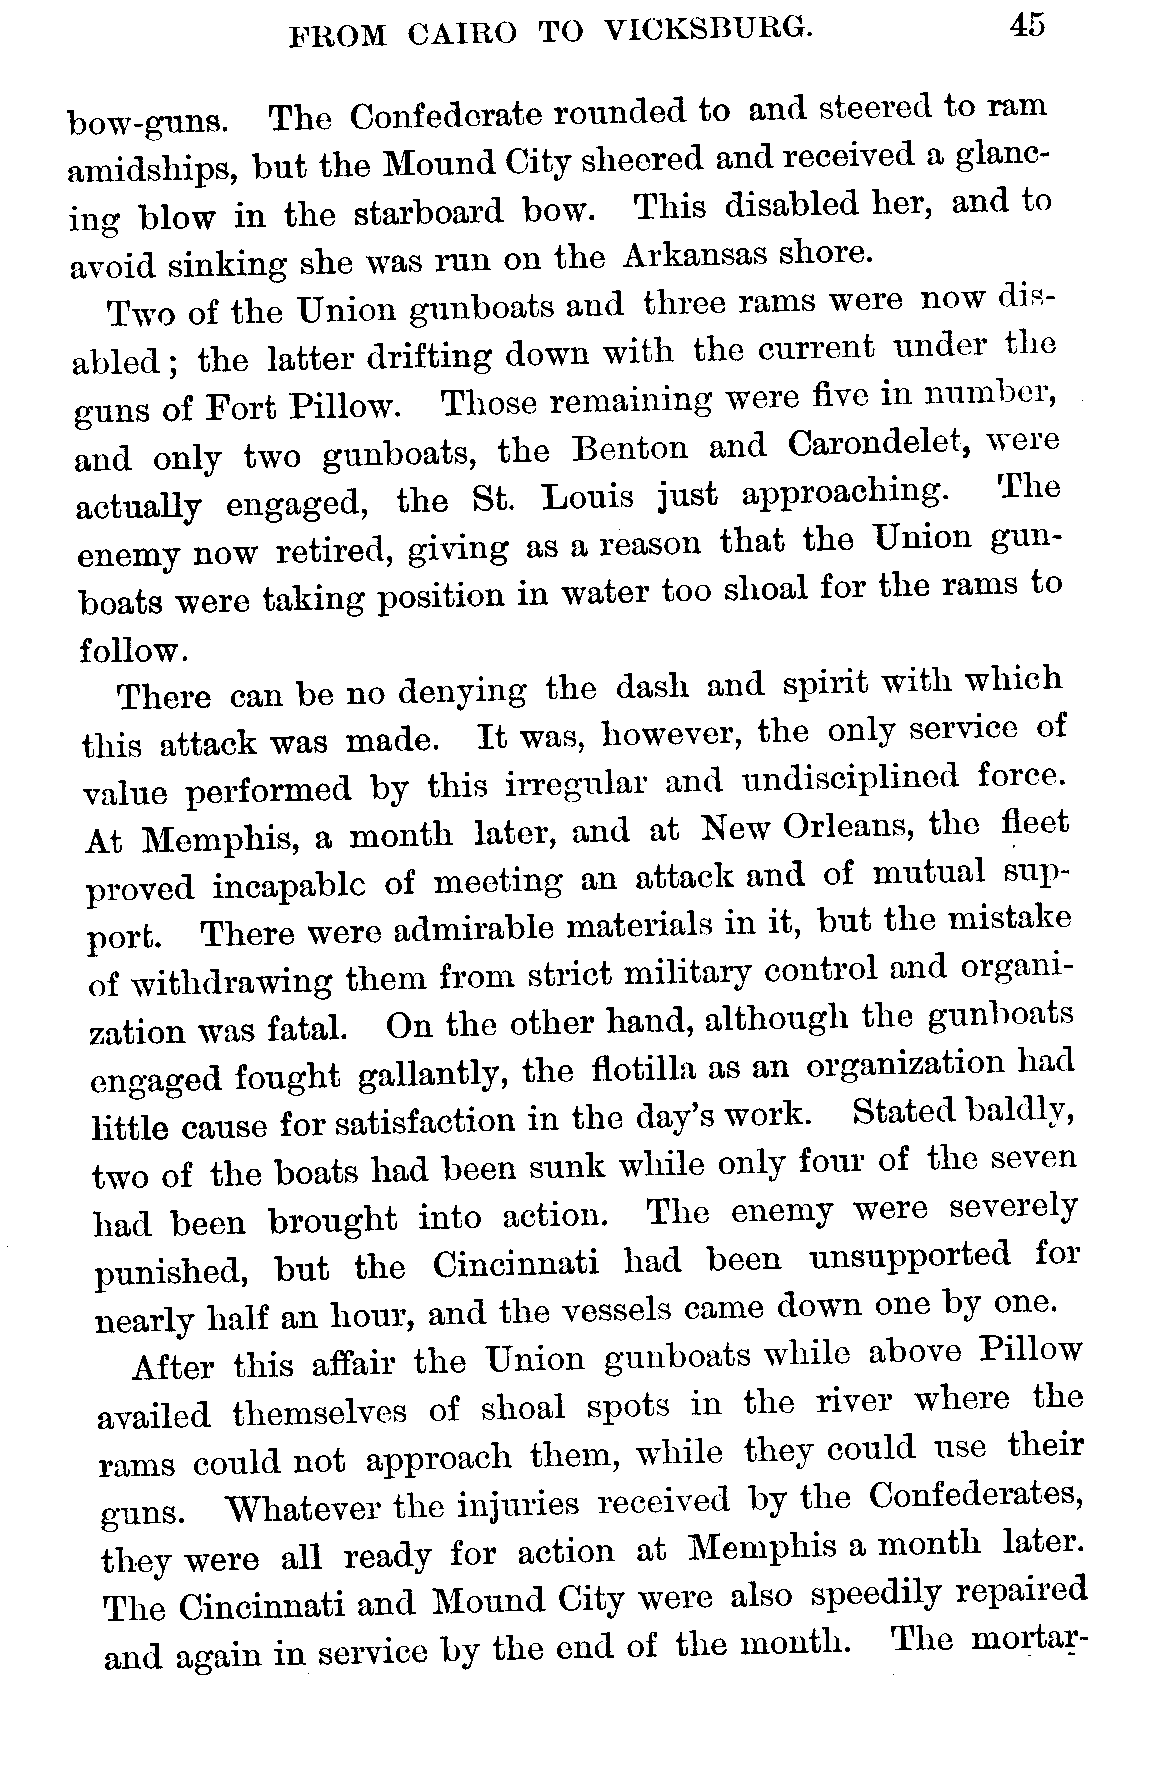 FROM CAIRO TO VICKSBURG. 45
bow-guns. The Confederate rounded to and steered to ram
amidships, but the Mound City sheered and received a glanc-
ing blow in the starboard bow. This disabled her, and to
avoid sinking she was run on the Arkansas shore.
Two of the Union gunboats and three rams were now dis-
abled; the latter drifting down with the current under the
guns of Fort Pillow. Those remaining were five in number,
and only two gunboats, the Benton and Carondelet, were
actually engaged, the St. Louis just approaching. The
enemy now retired, giving as a reason that the Union gun-
boats were taking position in water too shoal for the rams to
follow.
There can be no denying the dash and spirit with which
this attack was made. It was, however, the only service of
value performed by this irregular and undisciplined force.
At Memphis, a month later, and at New Orleans, the fleet
proved incapable of meeting an attack and of mutual sup-
port. There were admirable materials in it, but the mistake
of withdrawing them from strict military control and organi-
zation was fatal. On the other hand, although the gunboats
engaged fought gallantly, the flotilla as an organization had
little cause for satisfaction in the day's work. Stated baldly,
two of the boats had been sunk while only four of the seven
had been brought into action. The enemy were severely
punished, but the Cincinnati had been unsupported for
nearly half an hour, and the vessels came down one by one.
After this affair the Union gunboats while above Pillow
availed themselves of shoal spots in the river where the
rams could not approach them, while they could use their
guns. Whatever the injuries received by the Confederates,
they were all ready for action at Memphis a month later.
The Cincinnati and Mound City were also speedily repaired
and again in service by the end of the month. The mortar-